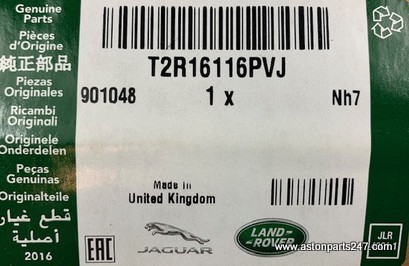 Genuine
Parts
Pièces
d'Origine
純正部品
Piezas
Originales
Ricambi
Originali
Originele
Onderdelen
Peças
Genuinas
Originalteile
قطع غيار
أصلية
2016
T2R16116PVJ
901048
1 x
Nh7
Made in
United Kingdom
EAC
JAGUAR
LAND-
ROVER
JLR
www.astonparts247.com